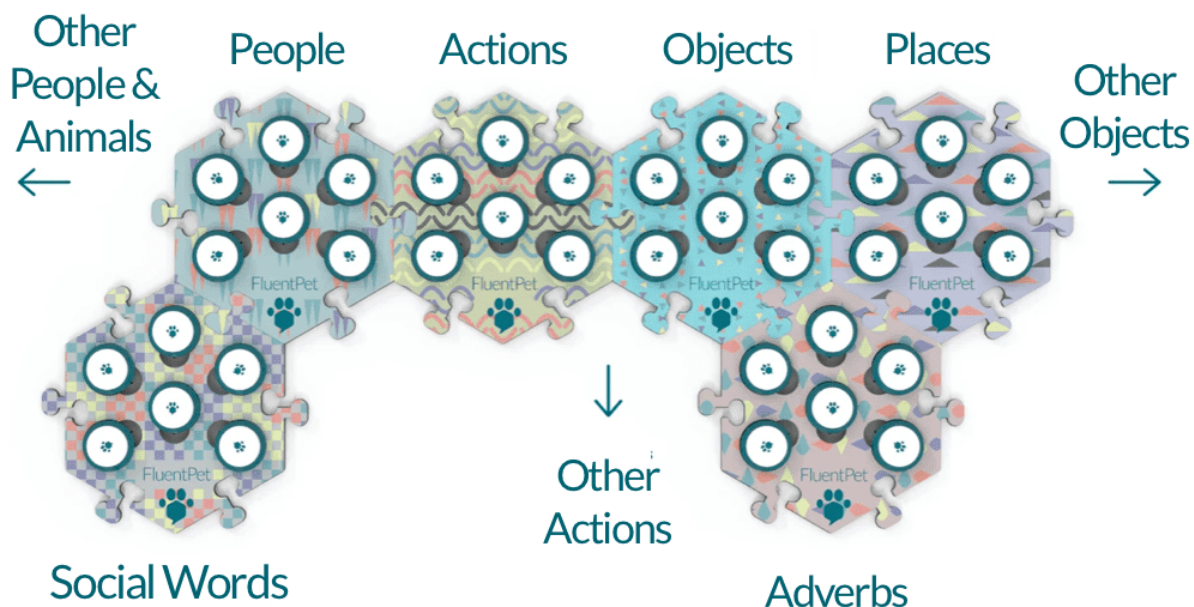 Other
People &
Animals
People
Actions
Objects
Places
Other
Objects
FluentPet
FluentPet
FluentPet
FluentPet
FluentPet
FluentPet
Other
Actions
Social Words
Adverbs